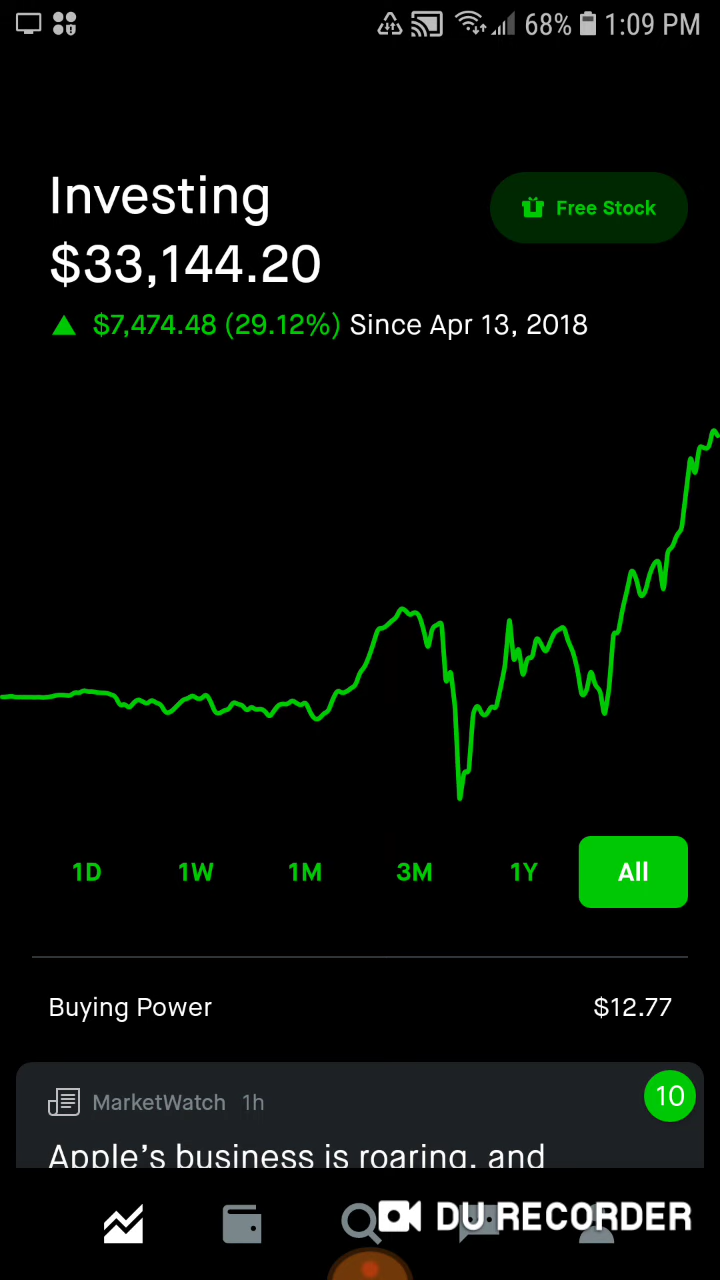 68% 1:09 PM
Investing
$33,144.20
Free Stock
$7,474.48 (29.12%) Since Apr 13, 2018
1D 1W 1M 3M 1Y All
Buying Power $12.77
MarketWatch 1h
10
Apple's business is roaring, and
DU RECORDER